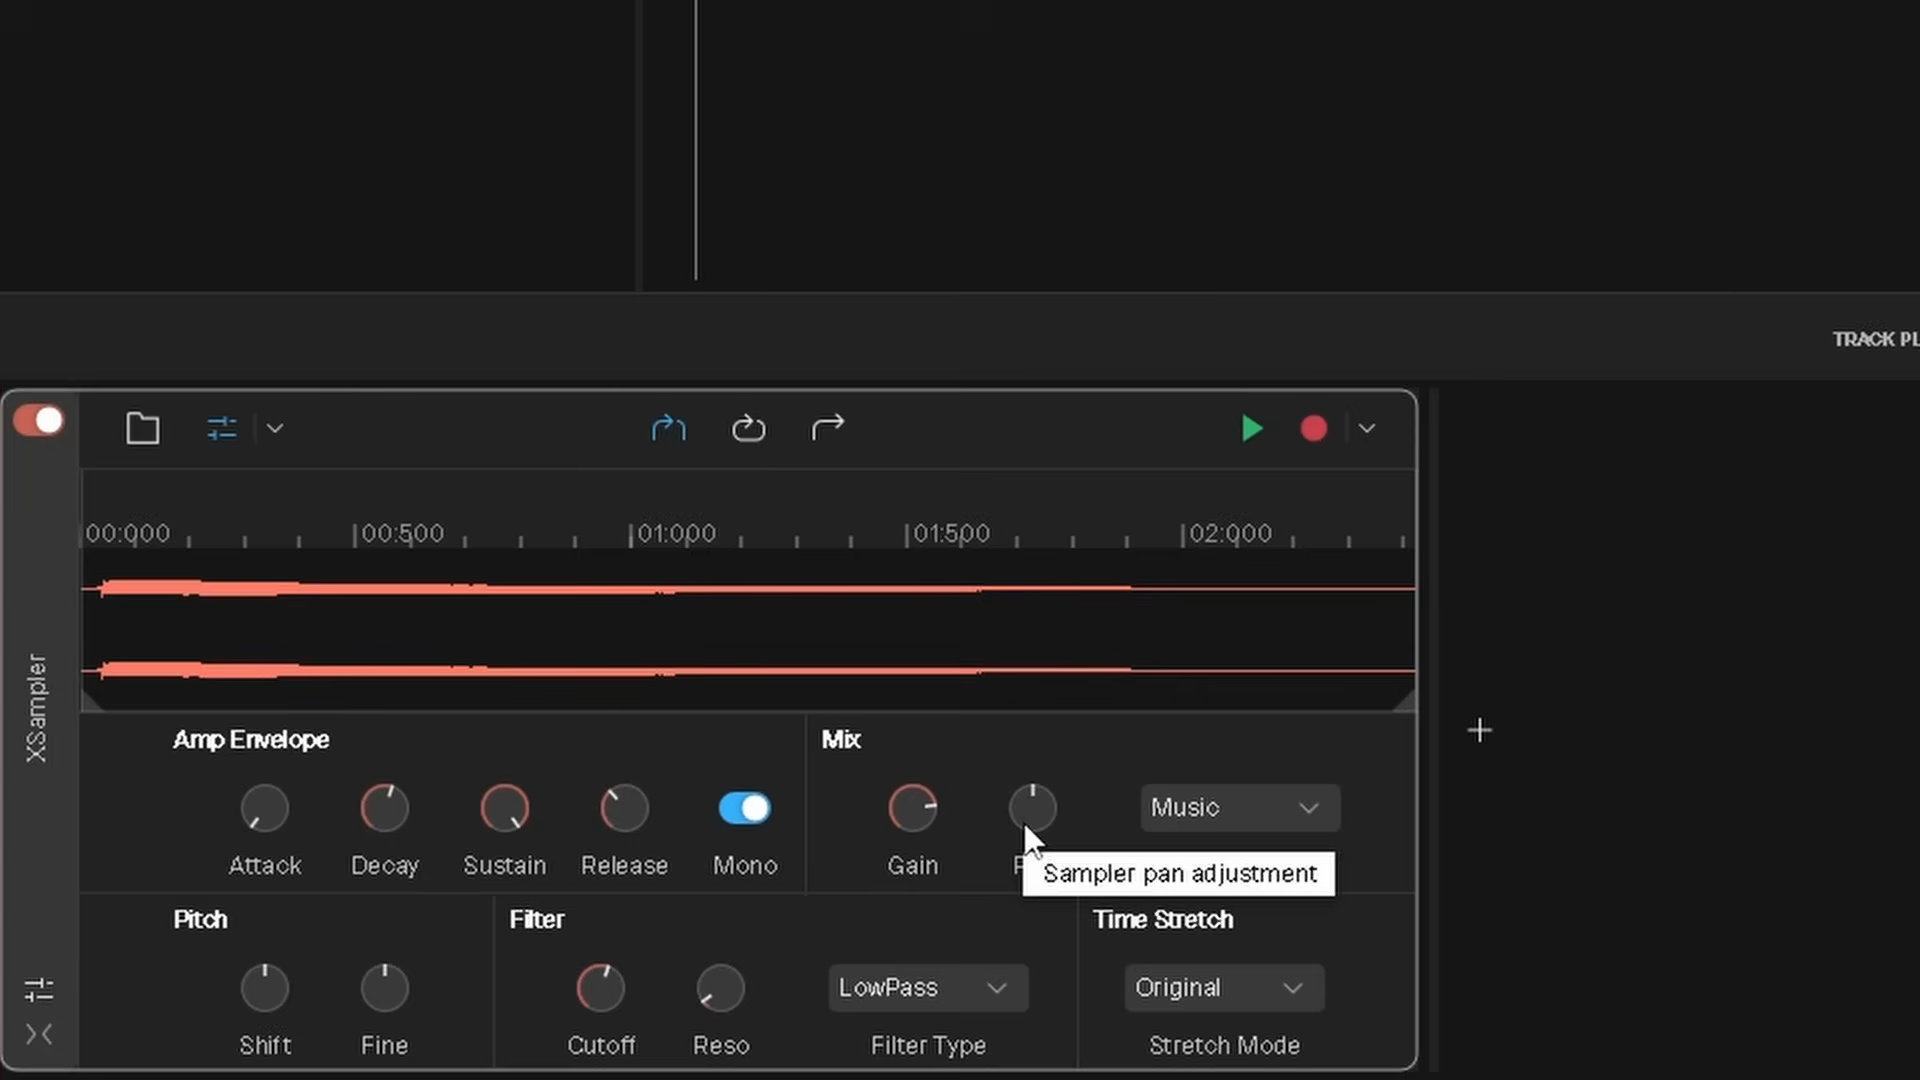 TRACK PL
00:000 00:500 01:000 01:500 02:000
XSampler
Amp Envelope
Mix
Music
Attack Decay Sustain Release Mono
Gain
Sampler pan adjustment
Pitch
Filter
Time Stretch
LowPass
Original
Shift Fine
Cutoff Reso Filter Type
Stretch Mode